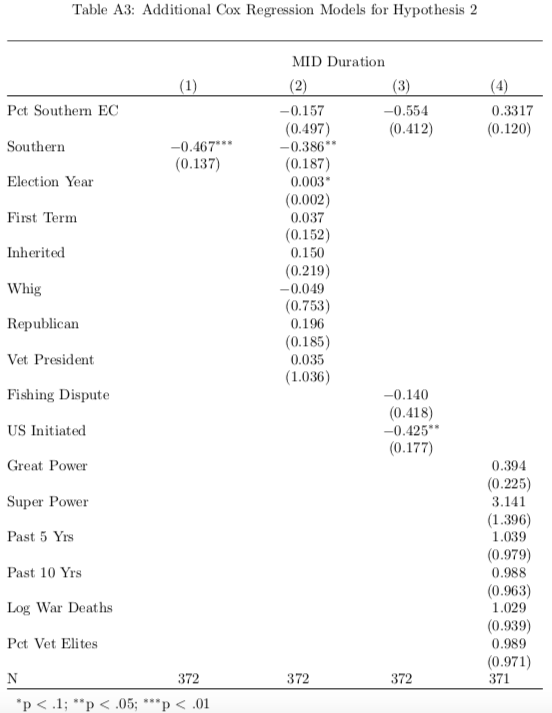 Table A3: Additional Cox Regression Models for Hypothesis 2
MID Duration
(1) (2) (3) (4)
Pct Southern EC −0.157 −0.554 0.3317
(0.497) (0.412) (0.120)
Southern −0.467*** −0.386**
(0.137) (0.187)
Election Year 0.003*
(0.002)
First Term 0.037
(0.152)
Inherited 0.150
(0.219)
Whig −0.049
(0.753)
Republican 0.196
(0.185)
Vet President 0.035
(1.036)
Fishing Dispute −0.140
(0.418)
US Initiated −0.425**
(0.177)
Great Power 0.394
(0.225)
Super Power 3.141
(1.396)
Past 5 Yrs 1.039
(0.979)
Past 10 Yrs 0.988
(0.963)
Log War Deaths 1.029
(0.939)
Pct Vet Elites 0.989
(0.971)
N 372 372 372 371
*p < .1; **p < .05; ***p < .01